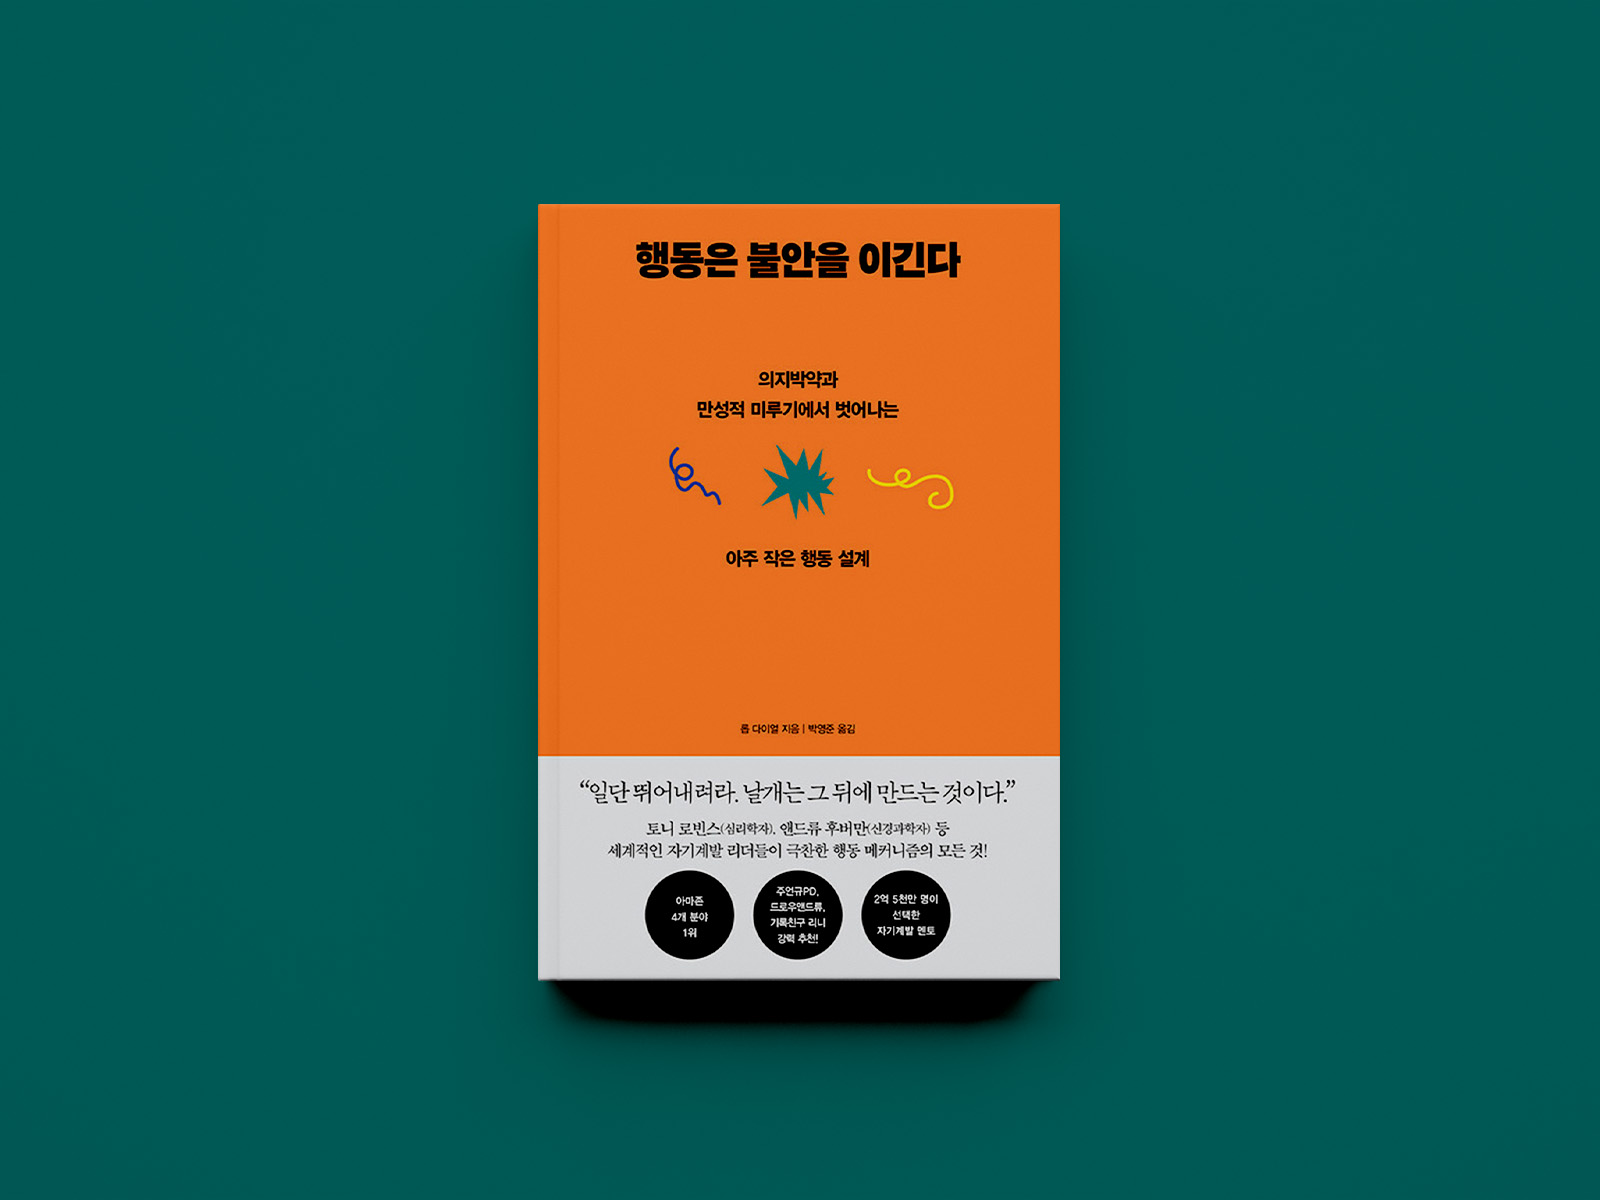 행동은 불안을 이긴다
의지박약과
만성적 미루기에서 벗어나는
아주 작은 행동 설계
롭 다이얼 지음 | 박영준 옮김
“일단 뛰어내려라. 날개는 그 뒤에 만드는 것이다.”
토니 로빈스(심리학자), 앤드류 후버만(신경과학자) 등
세계적인 자기계발 리더들이 극찬한 행동 메커니즘의 모든 것!
아마존
4개 분야
1위
주언규PD,
드로우앤드류,
기록친구 리니
강력 추천!
2억 5천만 명이
선택한
자기계발 멘토